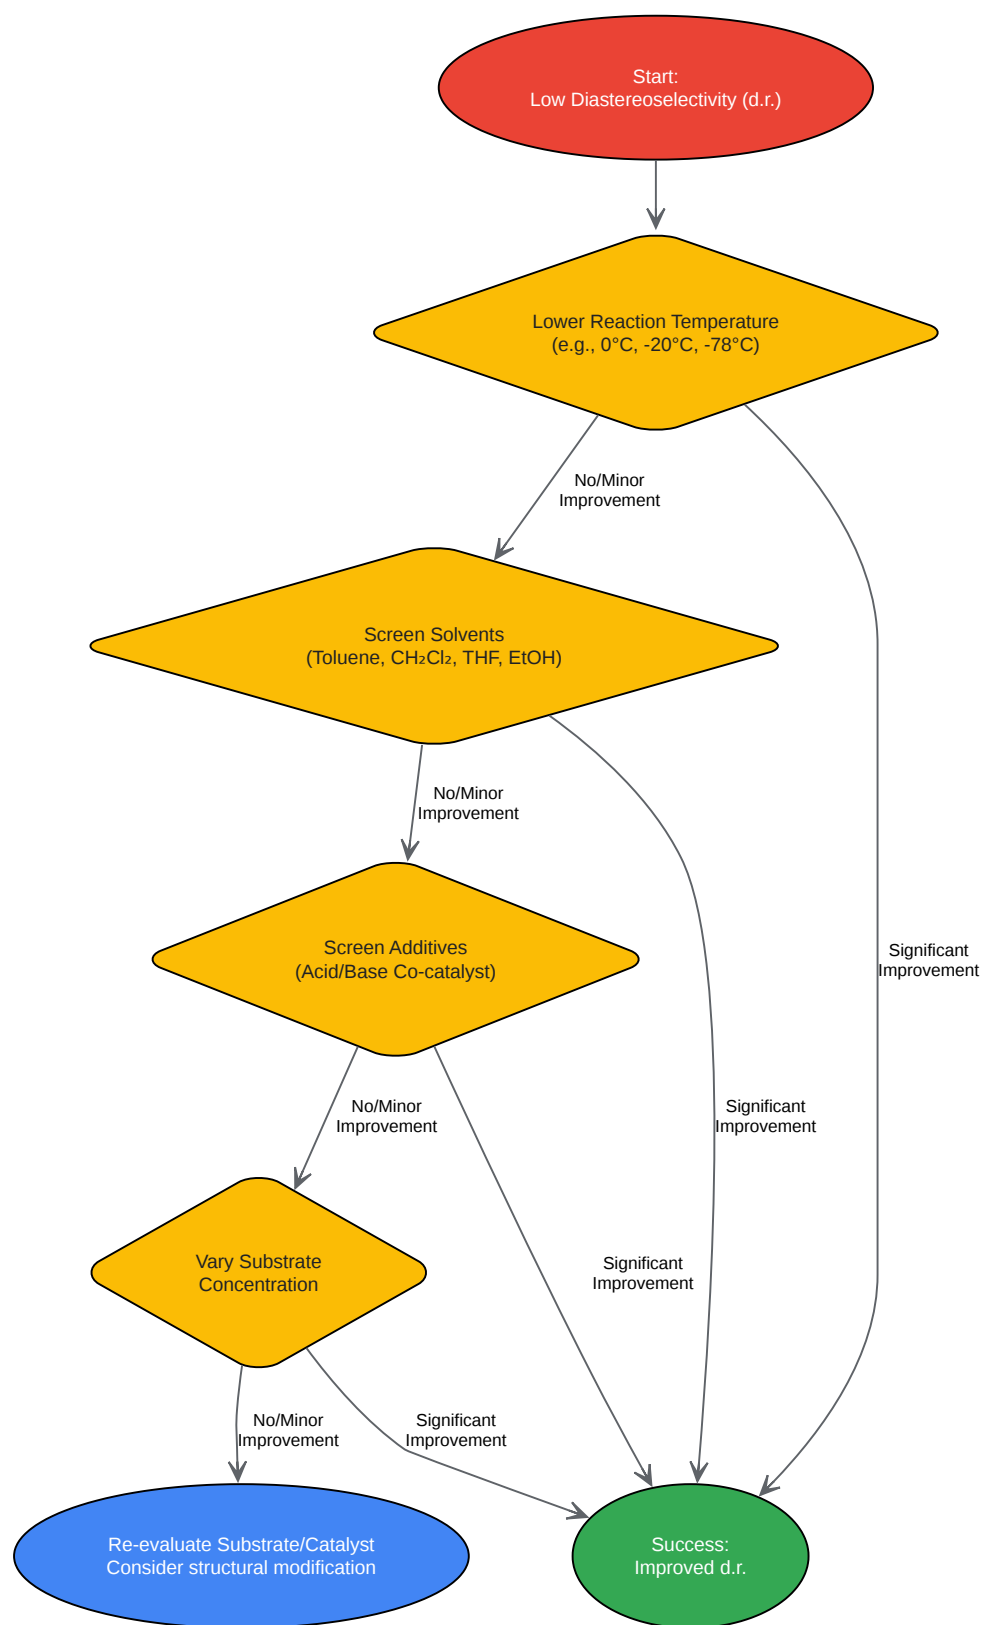 Start:
Low Diastereoselectivity (d.r.)
Lower Reaction Temperature
(e.g., 0°C, -20°C, -78°C)
No/Minor
Improvement
Screen Solvents
(Toluene, CH₂Cl₂, THF, EtOH)
No/Minor
Improvement
Screen Additives
(Acid/Base Co-catalyst)
Significant
Improvement
No/Minor
Improvement
Significant
Improvement
Vary Substrate
Concentration
Significant
Improvement
No/Minor
Improvement
Significant
Improvement
Re-evaluate Substrate/Catalyst
Consider structural modification
Success:
Improved d.r.